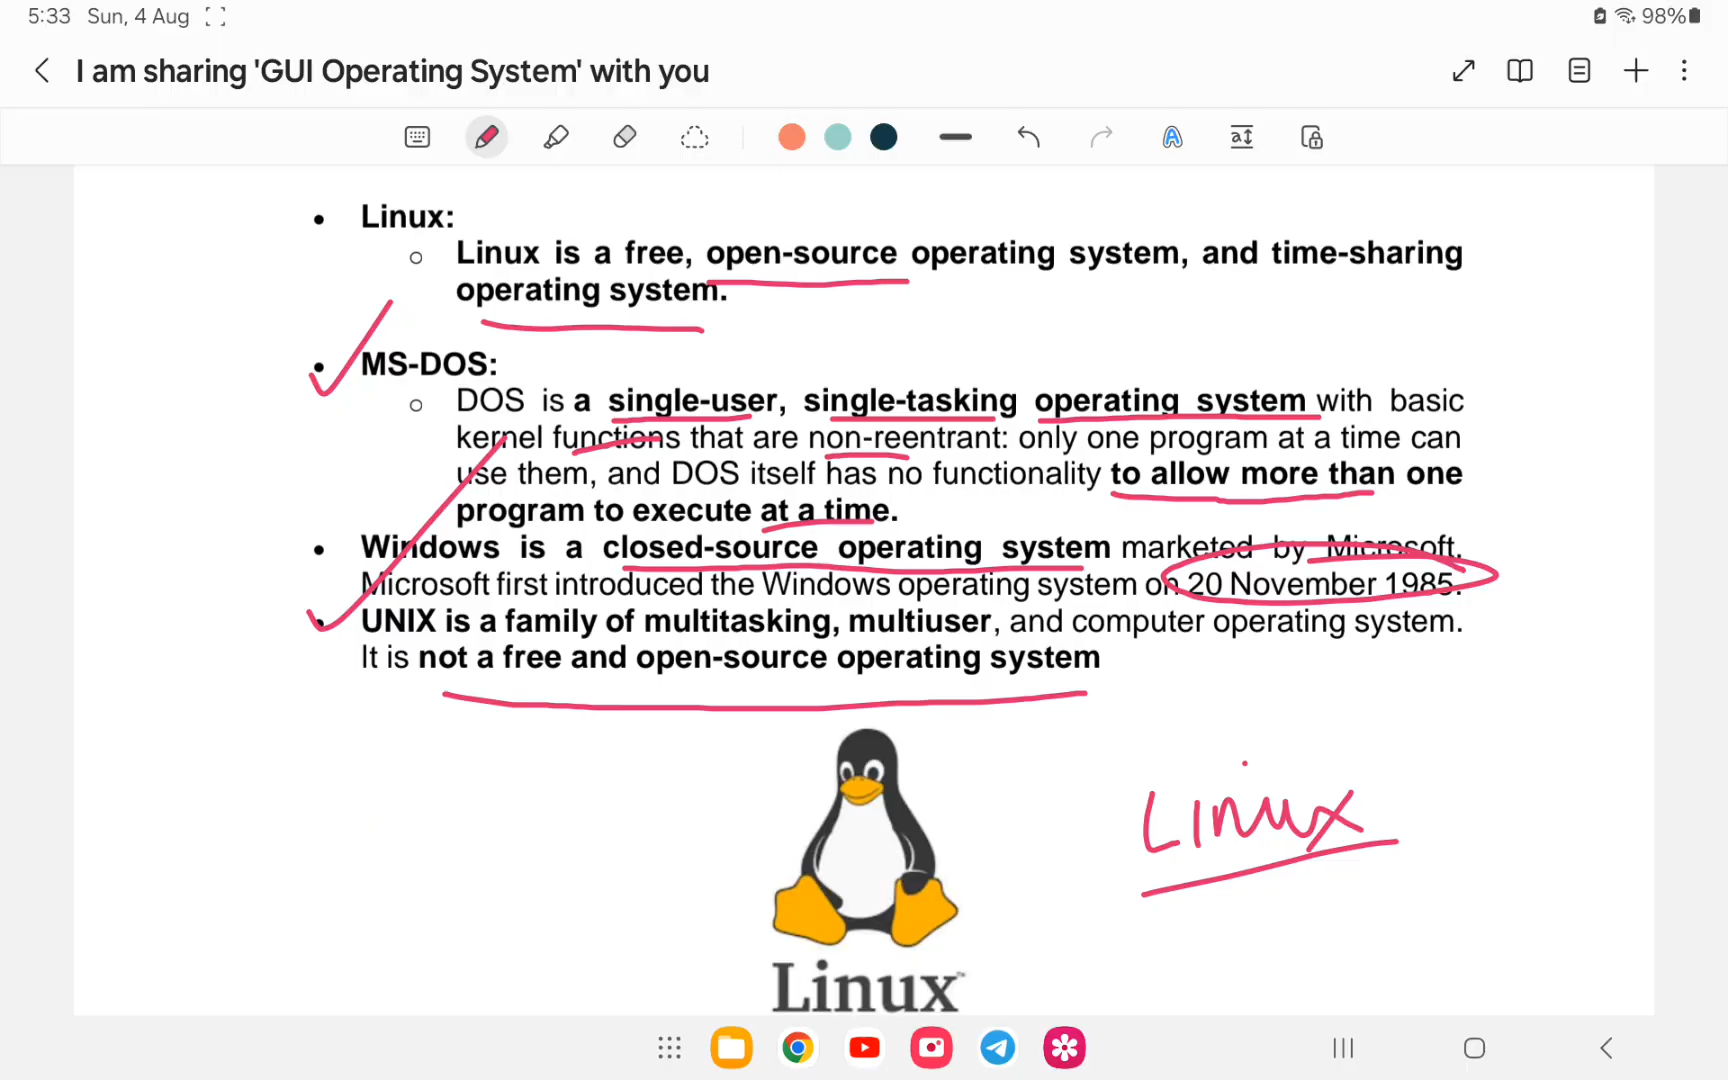 5:33 Sun, 4 Aug 98%
I am sharing 'GUI Operating System' with you
Linux:
Linux is a free, open-source operating system, and time-sharing
operating system.
MS-DOS:
DOS is a single-user, single-tasking operating system with basic
kernel functions that are non-reentrant: only one program at a time can
use them, and DOS itself has no functionality to allow more than one
program to execute at a time.
Windows is a closed-source operating system marketed by Microsoft.
Microsoft first introduced the Windows operating system on 20 November 1985.
UNIX is a family of multitasking, multiuser, and computer operating system.
It is not a free and open-source operating system
Linux
Linux™